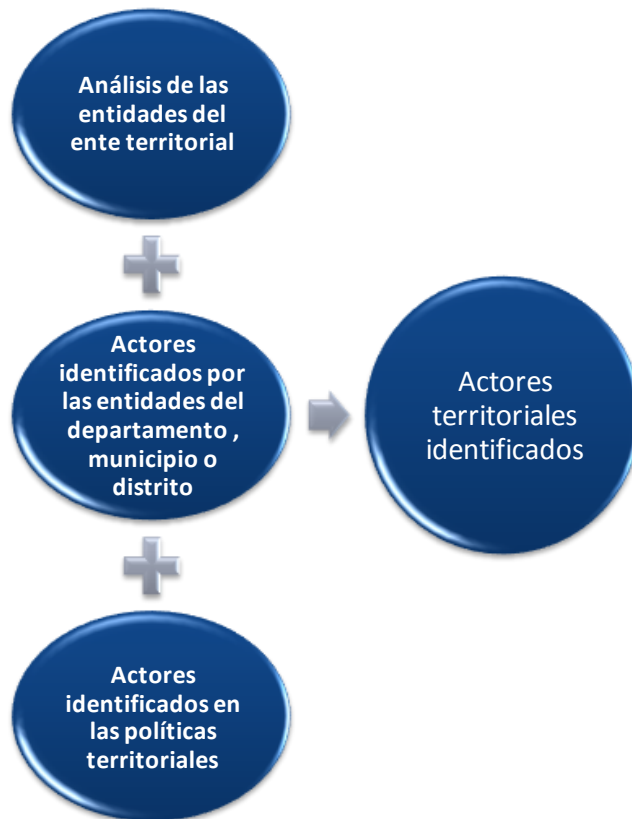 Análisis de las
entidades del
ente territorial
Actores
identificados por
las entidades del
departamento ,
municipio o
distrito
Actores
territoriales
identificados
Actores
identificados en
las políticas
territoriales